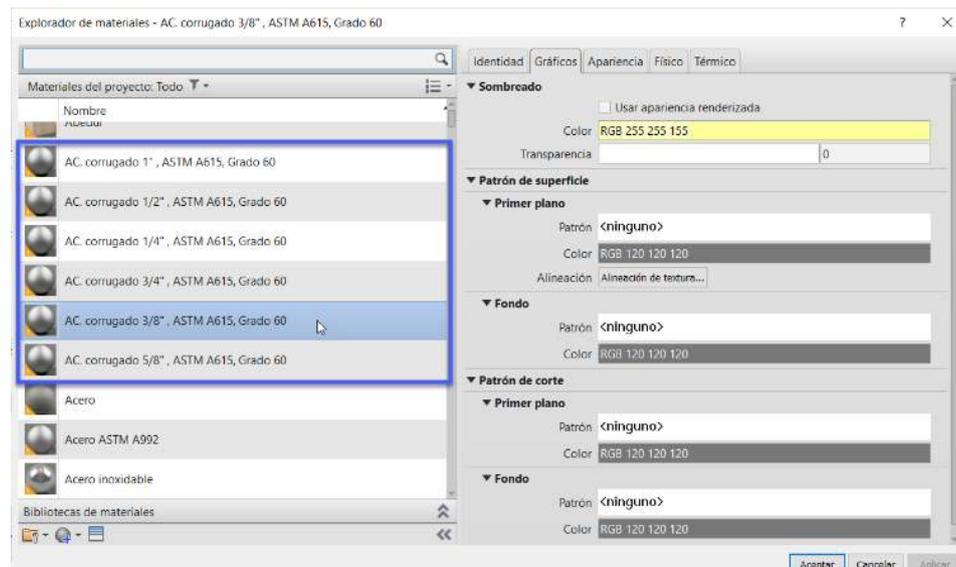 Explorador de materiales - AC. corrugado 3/8" , ASTM A615, Grado 60
Materiales del proyecto: Todo
Nombre
Abedul
AC. corrugado 1" , ASTM A615, Grado 60
AC. corrugado 1/2" , ASTM A615, Grado 60
AC. corrugado 1/4" , ASTM A615, Grado 60
AC. corrugado 3/4" , ASTM A615, Grado 60
AC. corrugado 3/8" , ASTM A615, Grado 60
AC. corrugado 5/8" , ASTM A615, Grado 60
Acero
Acero ASTM A992
Acero inoxidable
Bibliotecas de materiales
Identidad Gráficos Apariencia Físico Térmico
Sombreado
Usar apariencia renderizada
Color RGB 255 255 155
Transparencia 0
Patrón de superficie
Primer plano
Patrón <ninguno>
Color RGB 120 120 120
Alineación Alineación de textura...
Fondo
Patrón <ninguno>
Color RGB 120 120 120
Patrón de corte
Primer plano
Patrón <ninguno>
Color RGB 120 120 120
Fondo
Patrón <ninguno>
Color RGB 120 120 120
Aceptar Cancelar Aplicar